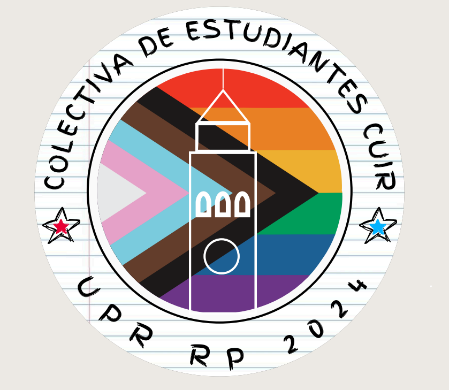 COLECTIVA DE ESTUDIANTES CUIR
UPR RP 2024